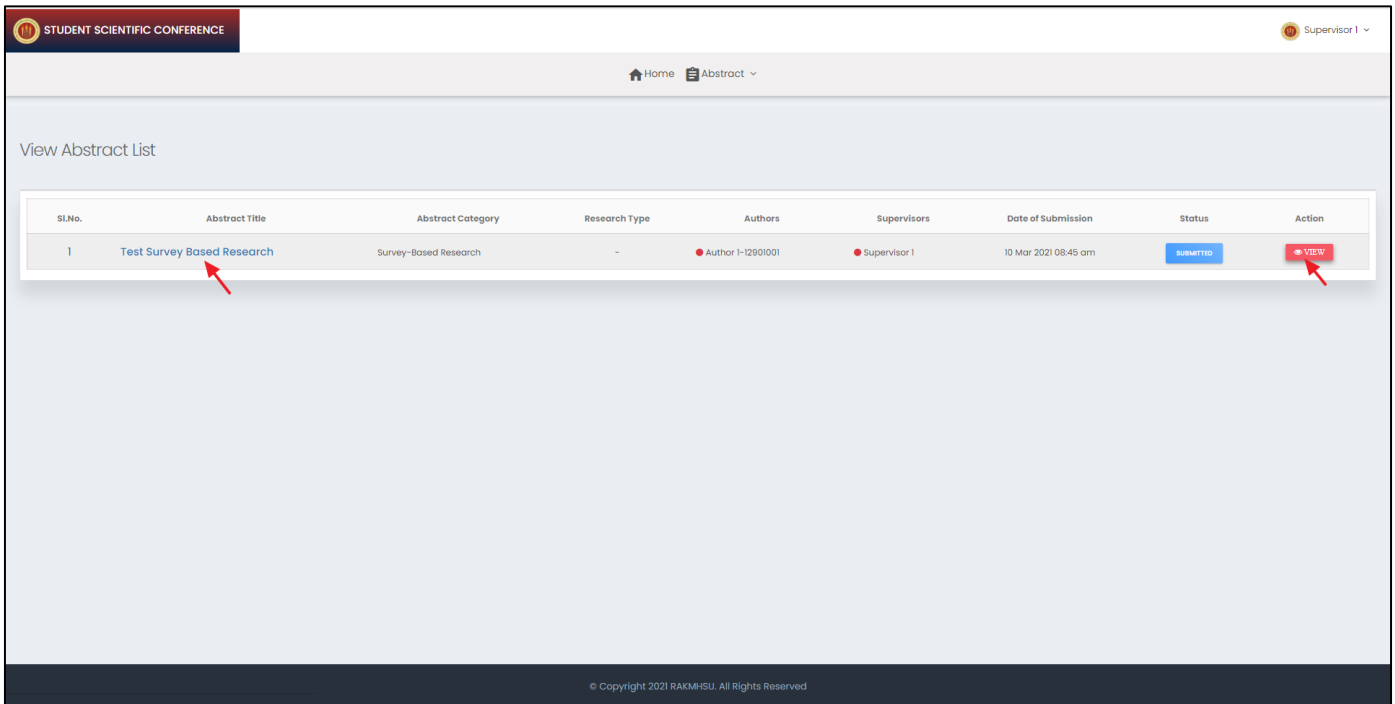 STUDENT SCIENTIFIC CONFERENCE
Supervisor 1
Home Abstract
View Abstract List
Sl.No. Abstract Title Abstract Category Research Type Authors Supervisors Date of Submission Status Action
1 Test Survey Based Research Survey-Based Research - Author 1-12901001 Supervisor 1 10 Mar 2021 08:45 am SUBMITTED VIEW
© Copyright 2021 RAKMHSU. All Rights Reserved